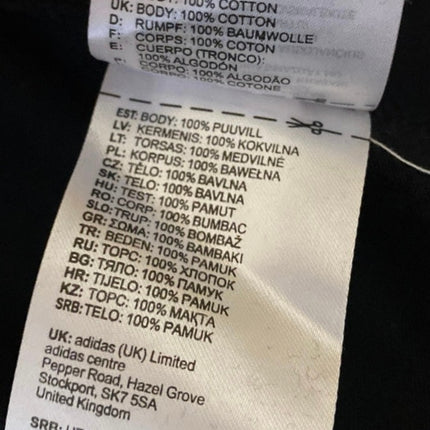 BODY: 100% COTTON
UK: BODY: 100% COTTON
D: RUMPF: 100% BAUMWOLLE
F: CORPS: 100% COTON
E: CUERPO (TRONCO):
100% ALGODÓN
CORPO: 100% ALGODÃO
EST: BODY: 100% PUUVILL
LV: KERMENIS: 100% KOKVILNA
LT: TORSAS: 100% MEDVILNĖ
PL: KORPUS: 100% BAWEŁNA
CZ: TĚLO: 100% BAVLNA
SK: TELO: 100% BAVLNA
HU: TEST: 100% PAMUT
RO: CORP: 100% BUMBAC
SLO: TRUP: 100% BOMBAŽ
GR: ΣΩΜΑ: 100% ΒΑΜΒΑΚΙ
TR: BEDEN: 100% PAMUK
RU: ТОРС: 100% ХЛОПОК
BG: ТЯЛО: 100% ПАМУК
HR: TIJELO: 100% PAMUK
KZ: ТОРС: 100% МАҚТА
SRB: TELO: 100% PAMUK
UK: adidas (UK) Limited
adidas centre
Pepper Road, Hazel Grove
Stockport, SK7 5SA
United Kingdom
SRB: